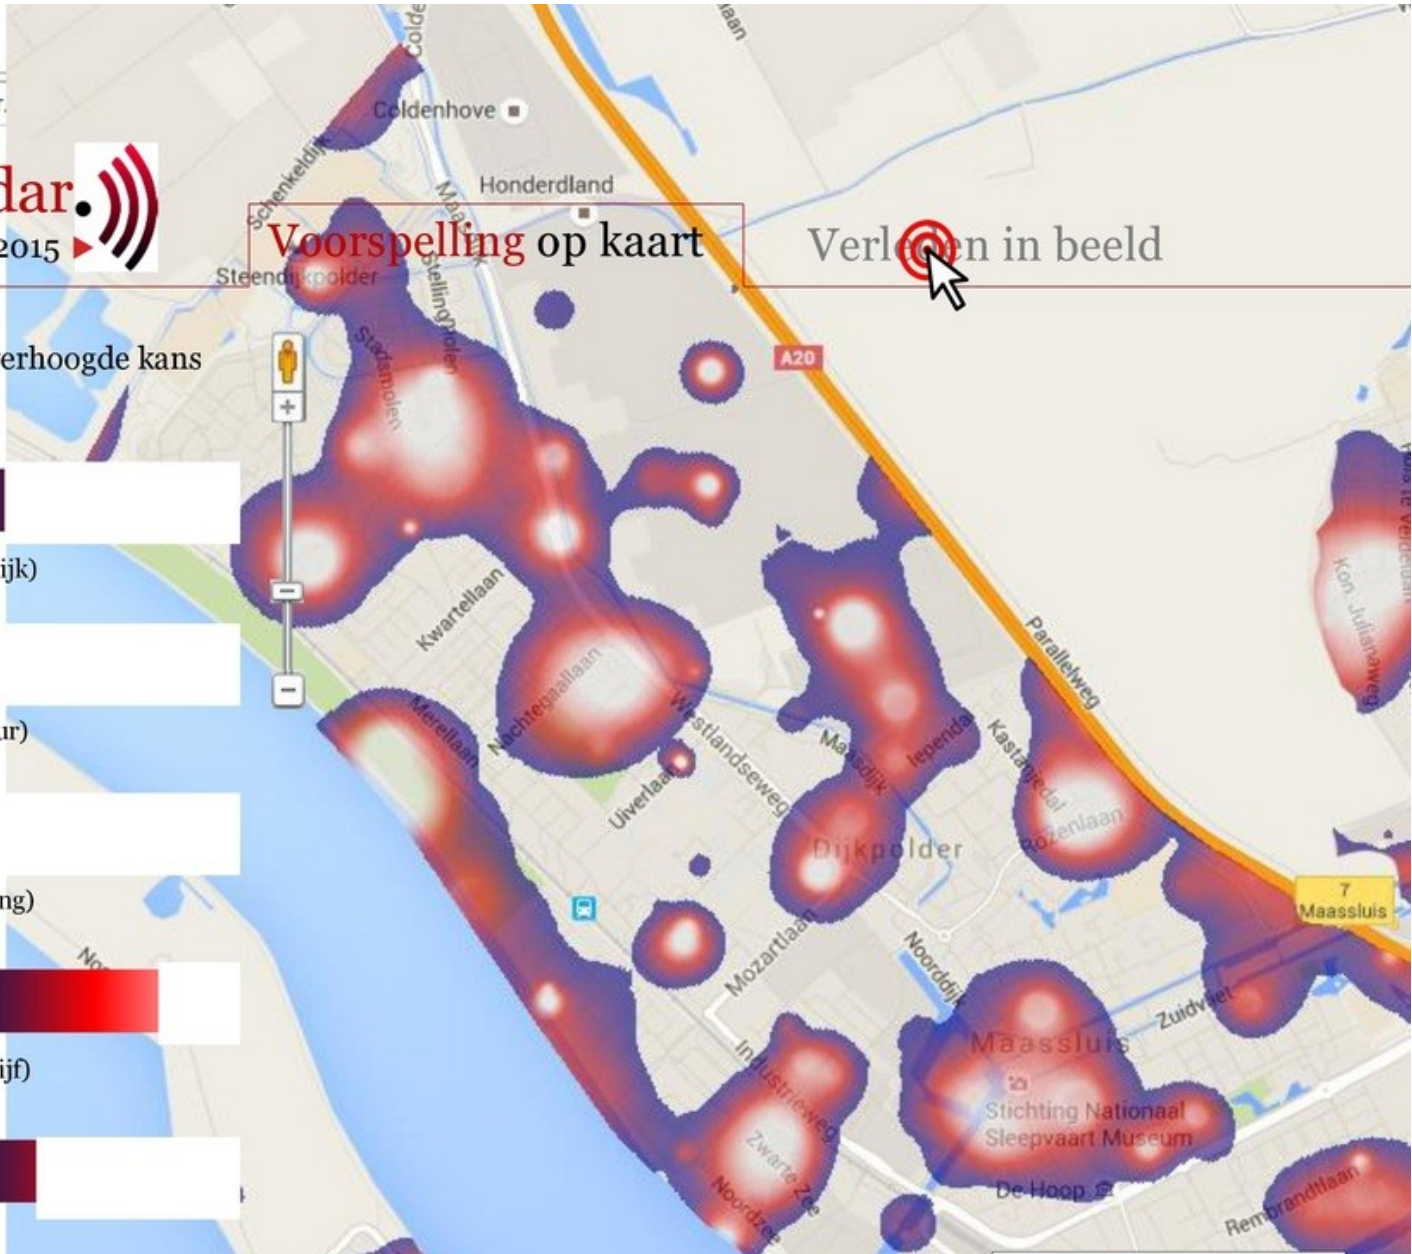 Coldenhove
Honderdland
Schenkeldijk
dar.
2015
Voorspelling op kaart
Verleden in beeld
Steendijkpolder
Stellingmolen
Stadsmolen
A20
erhoogde kans
Kwartellaan
ijk)
Kon. Julianaweg
Parallelweg
Nachtegaallaan
Merellaan
Westlandseweg
ur)
Maasdijk
Iependal
Kastanjedal
Uiverlaan
Rozenlaan
Dijkpolder
7
Maassluis
ng)
Mozartlaan
Noorddijk
Zuidvliet
Maassluis
ijf)
Industrieweg
Stichting Nationaal
Sleepvaart Museum
Zwarte Zee
Noordzee
De Hoop
Rembrandtlaan